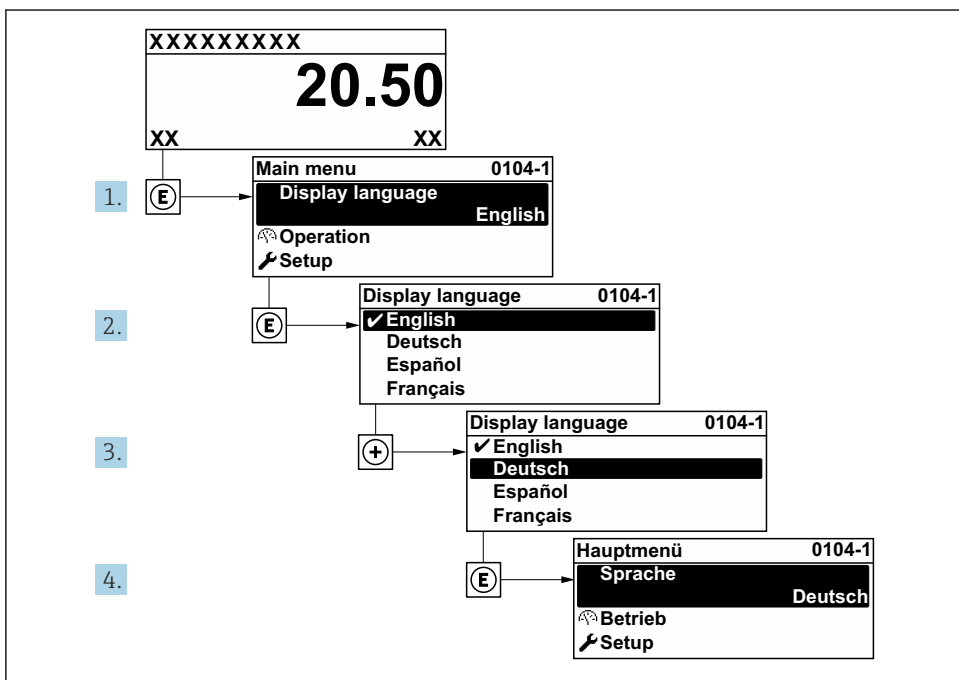 XXXXXXXXX
20.50
XX XX
1. E
Main menu 0104-1
Display language
English
Operation
Setup
2. E
Display language 0104-1
✔English
Deutsch
Español
Français
3. +
Display language 0104-1
✔English
Deutsch
Español
Français
4. E
Hauptmenü 0104-1
Sprache
Deutsch
Betrieb
Setup